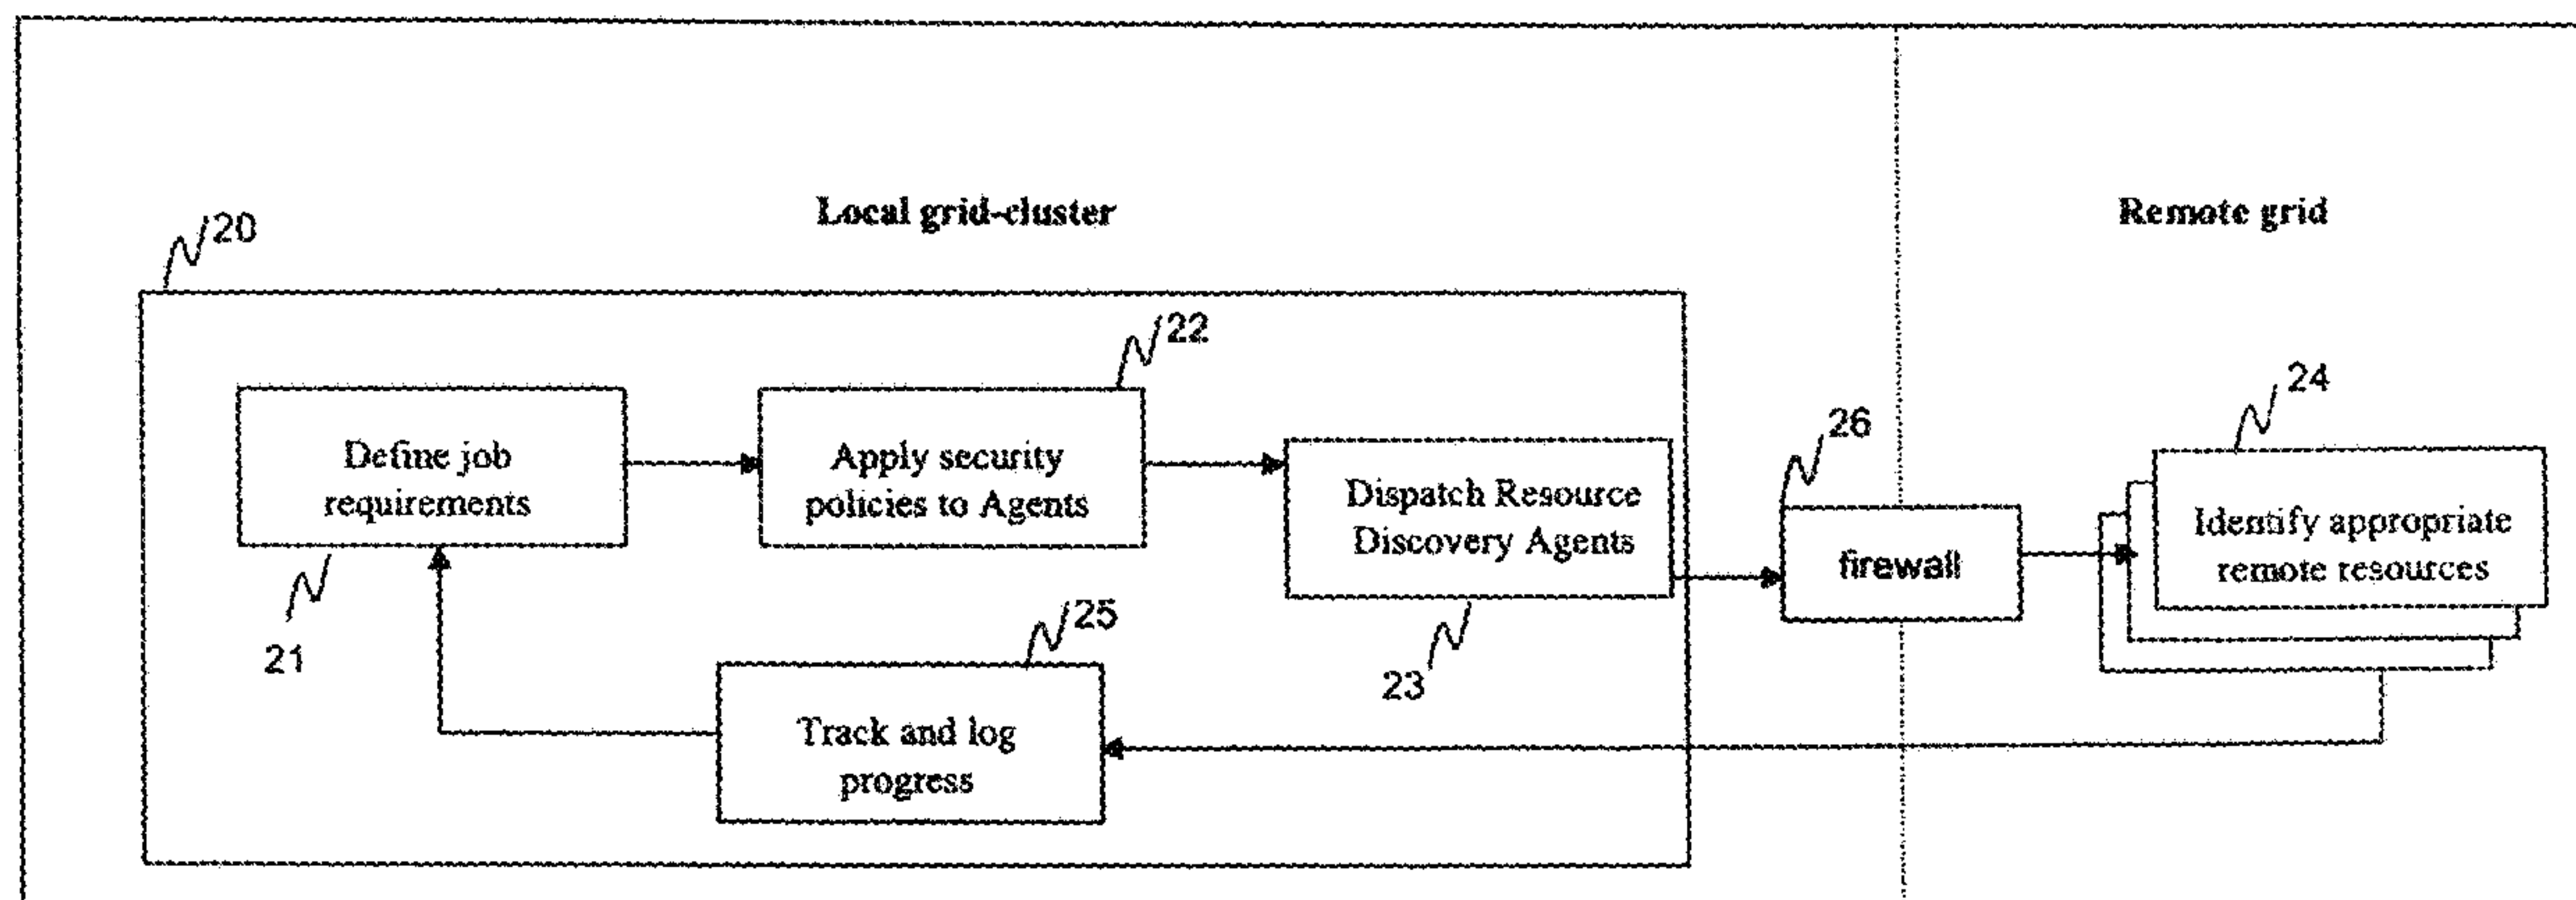 Local grid-cluster
Remote grid
20
22
24
26
Define job
requirements
Apply security
policies to Agents
Dispatch Resource
Discovery Agents
firewall
Identify appropriate
remote resources
21
25
23
Track and log
progress